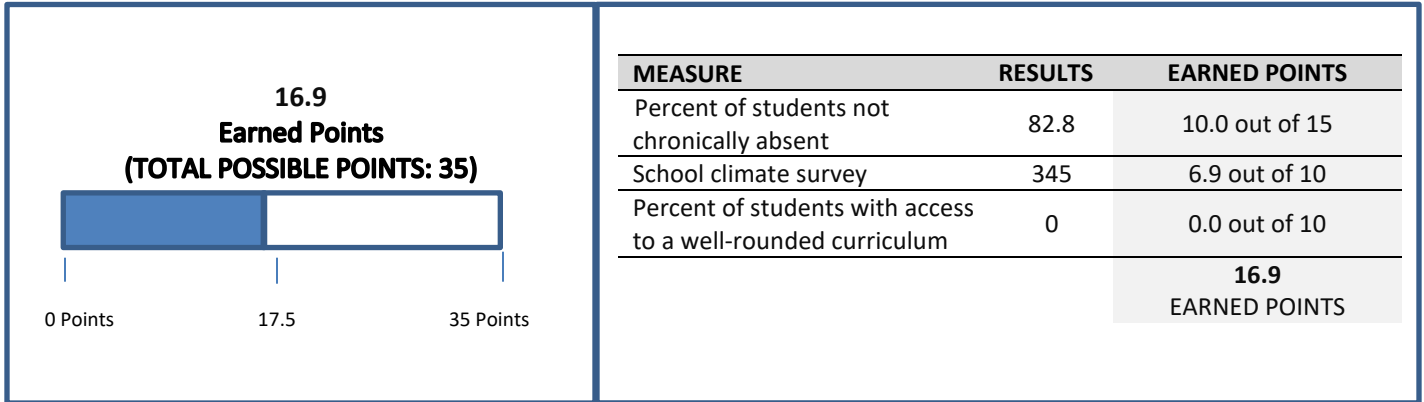 16.9
Earned Points
(TOTAL POSSIBLE POINTS: 35)
0 Points 17.5 35 Points
MEASURE RESULTS EARNED POINTS
Percent of students not
chronically absent 82.8 10.0 out of 15
School climate survey 345 6.9 out of 10
Percent of students with access
to a well-rounded curriculum 0 0.0 out of 10
16.9
EARNED POINTS